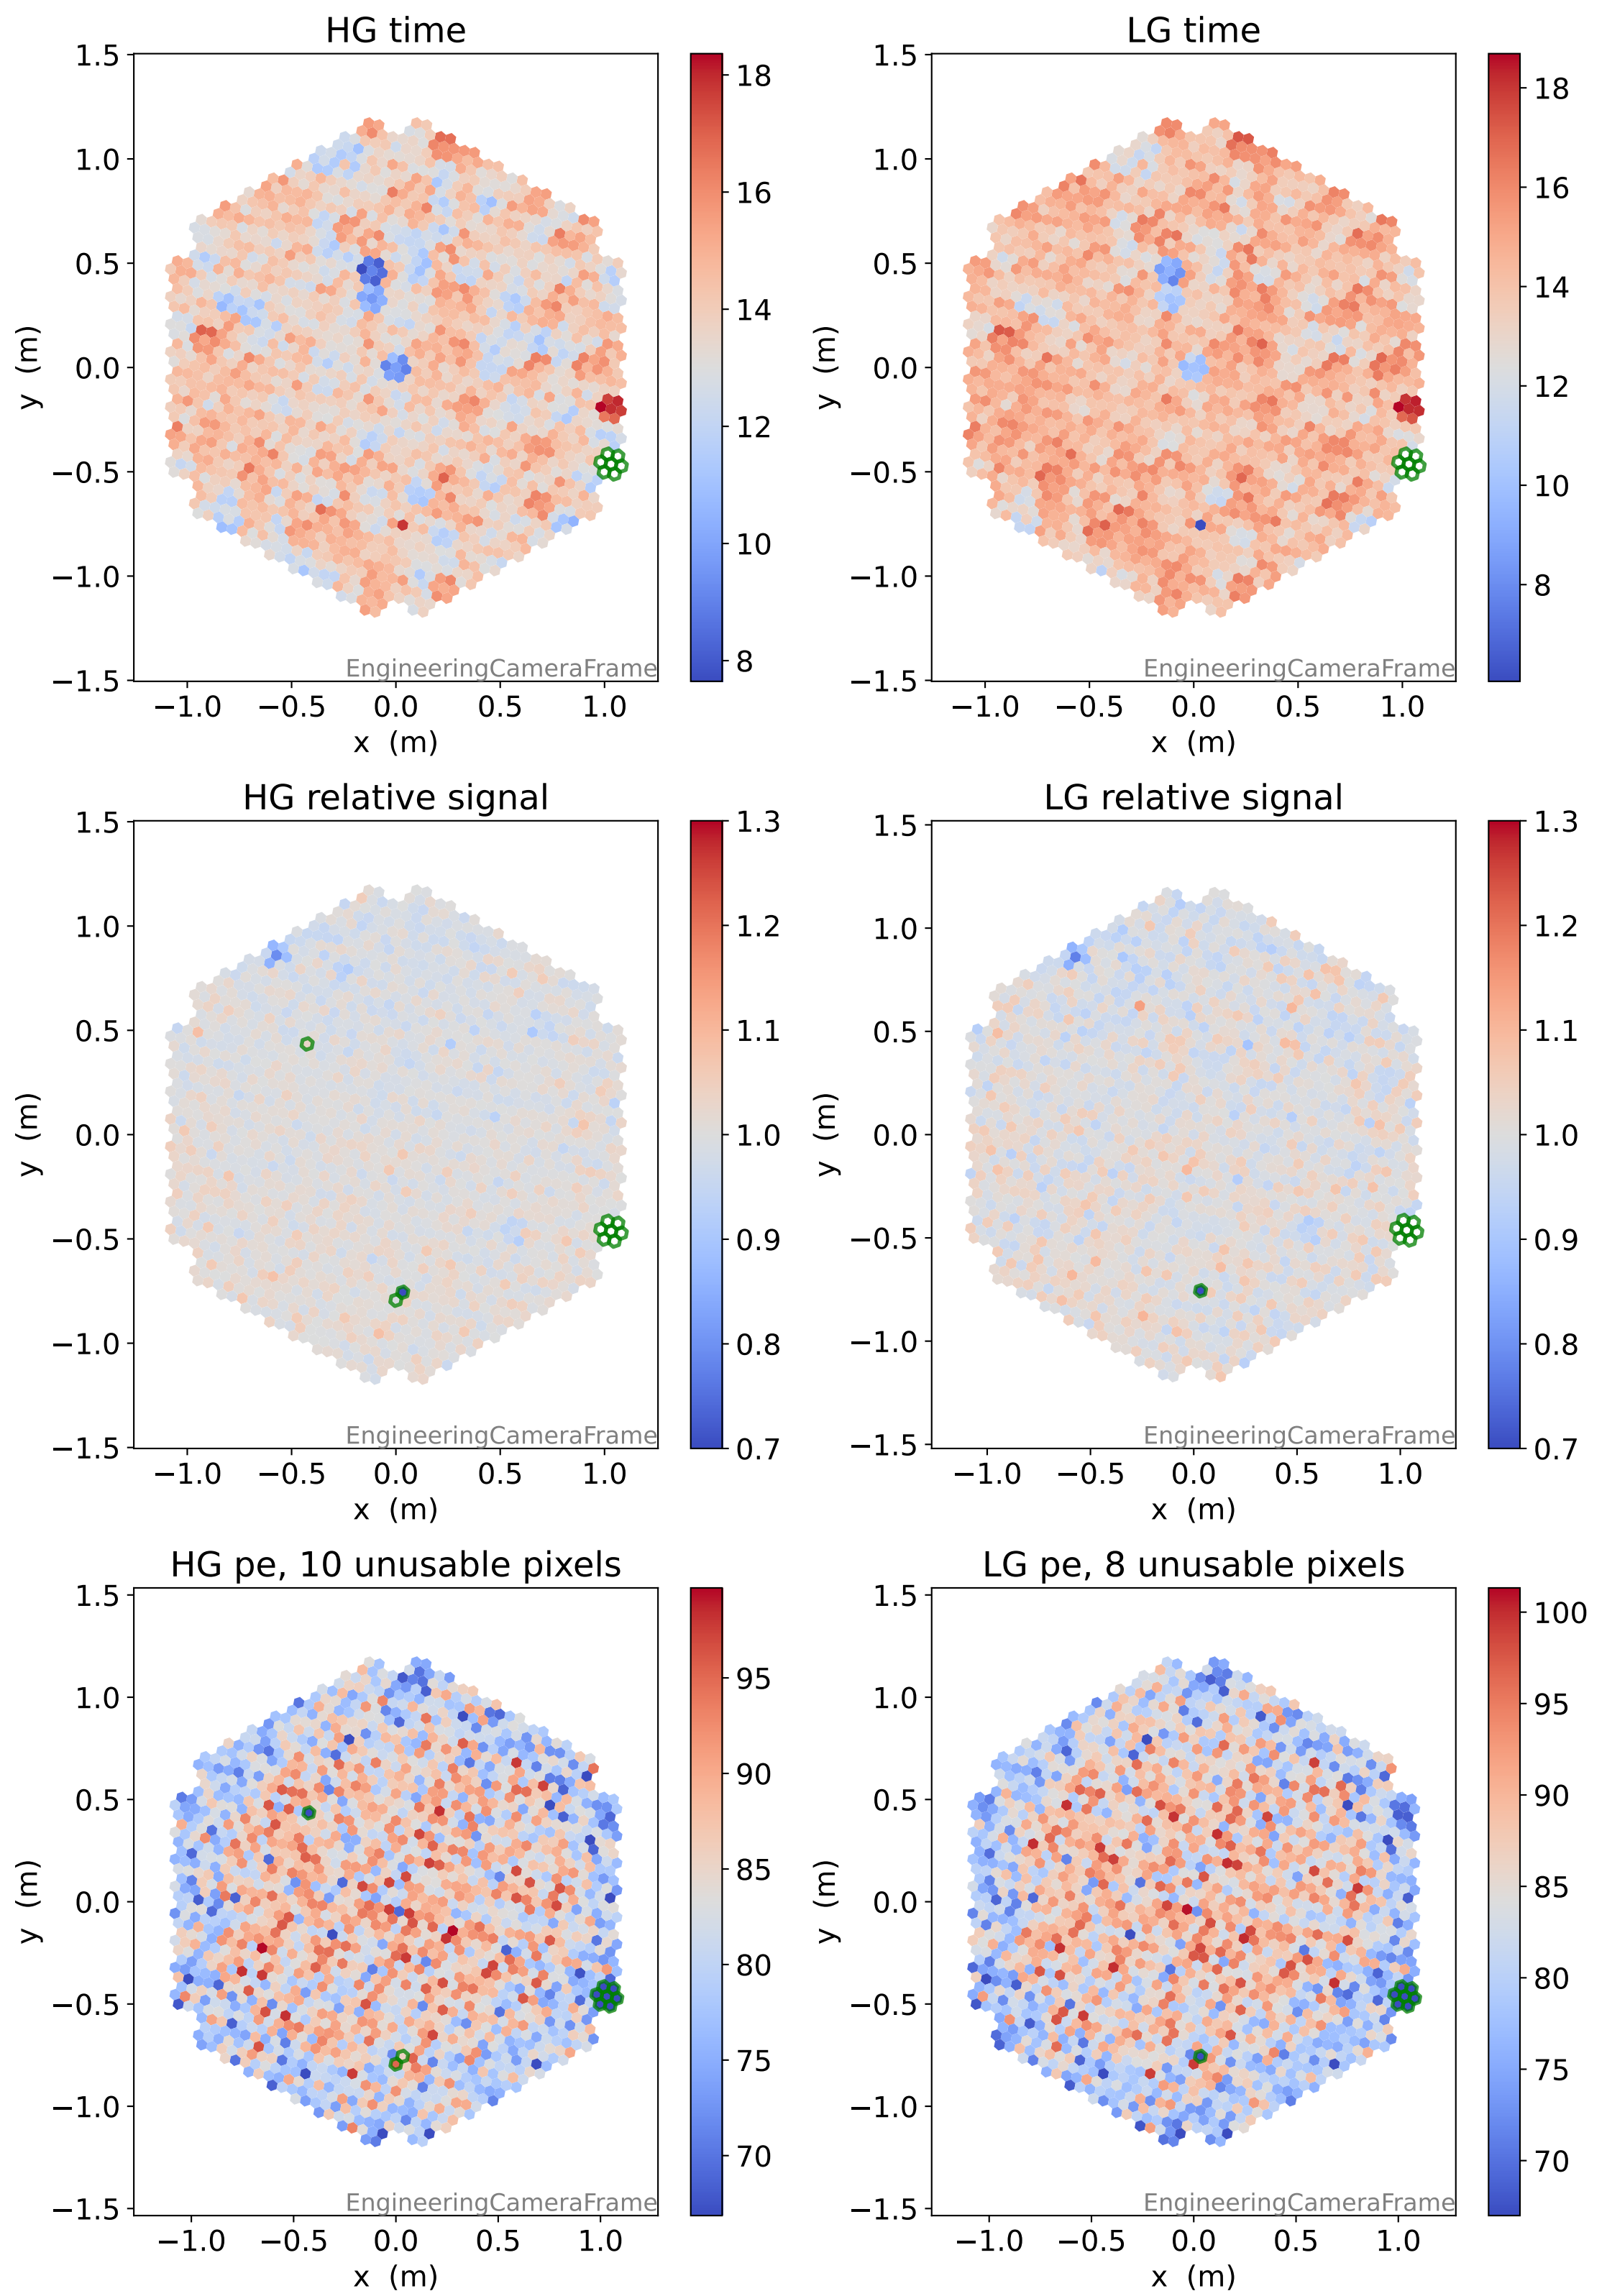 HG time
1.5
1.0
0.5
0.0
−0.5
−1.0
−1.5
y (m)
−1.0 −0.5 0.0 0.5 1.0
x (m)
EngineeringCameraFrame
18
16
14
12
10
8
LG time
1.5
1.0
0.5
0.0
−0.5
−1.0
−1.5
y (m)
−1.0 −0.5 0.0 0.5 1.0
x (m)
EngineeringCameraFrame
18
16
14
12
10
8
HG relative signal
1.5
1.0
0.5
0.0
−0.5
−1.0
−1.5
y (m)
−1.0 −0.5 0.0 0.5 1.0
x (m)
EngineeringCameraFrame
1.3
1.2
1.1
1.0
0.9
0.8
0.7
LG relative signal
1.5
1.0
0.5
0.0
−0.5
−1.0
−1.5
y (m)
−1.0 −0.5 0.0 0.5 1.0
x (m)
EngineeringCameraFrame
1.3
1.2
1.1
1.0
0.9
0.8
0.7
HG pe, 10 unusable pixels
1.5
1.0
0.5
0.0
−0.5
−1.0
−1.5
y (m)
−1.0 −0.5 0.0 0.5 1.0
x (m)
EngineeringCameraFrame
95
90
85
80
75
70
LG pe, 8 unusable pixels
1.5
1.0
0.5
0.0
−0.5
−1.0
−1.5
y (m)
−1.0 −0.5 0.0 0.5 1.0
x (m)
EngineeringCameraFrame
100
95
90
85
80
75
70